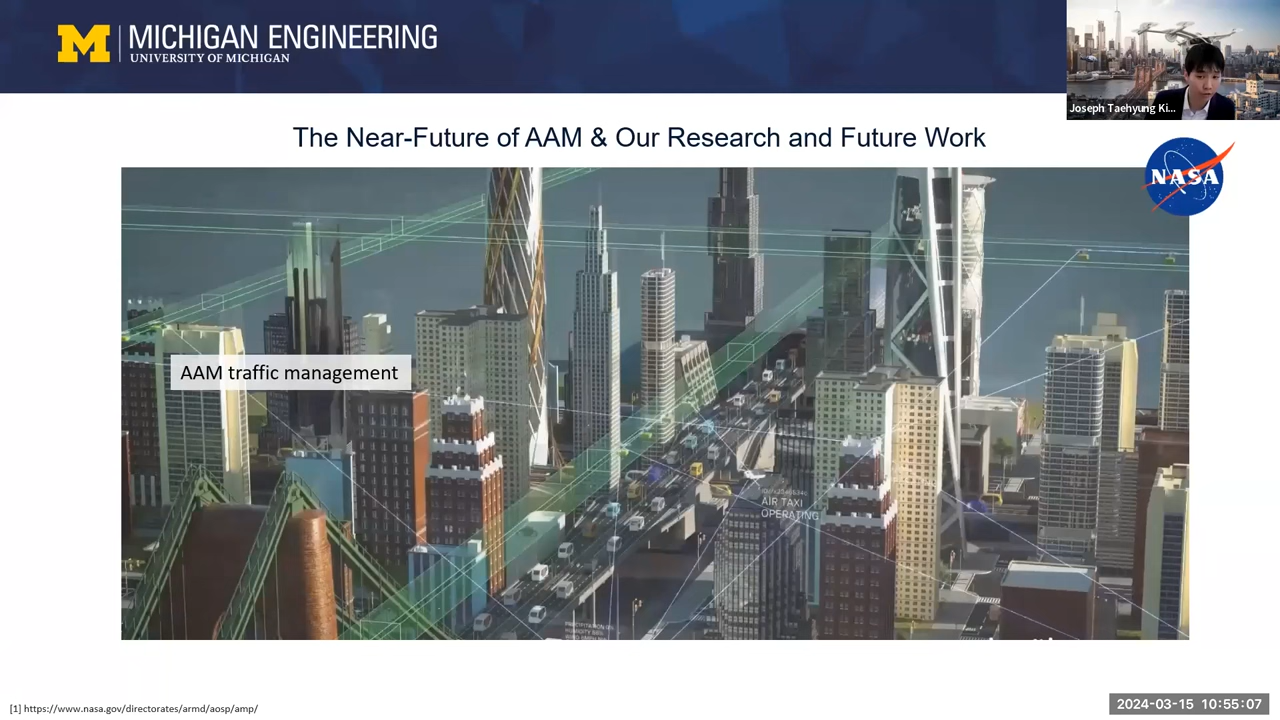 M | MICHIGAN ENGINEERING
UNIVERSITY OF MICHIGAN
Joseph Taehyung Ki...
The Near-Future of AAM & Our Research and Future Work
NASA
AAM traffic management
AIR TAXI
OPERATING
[1] https://www.nasa.gov/directorates/armd/aosp/amp/
2024-03-15 10:55:07